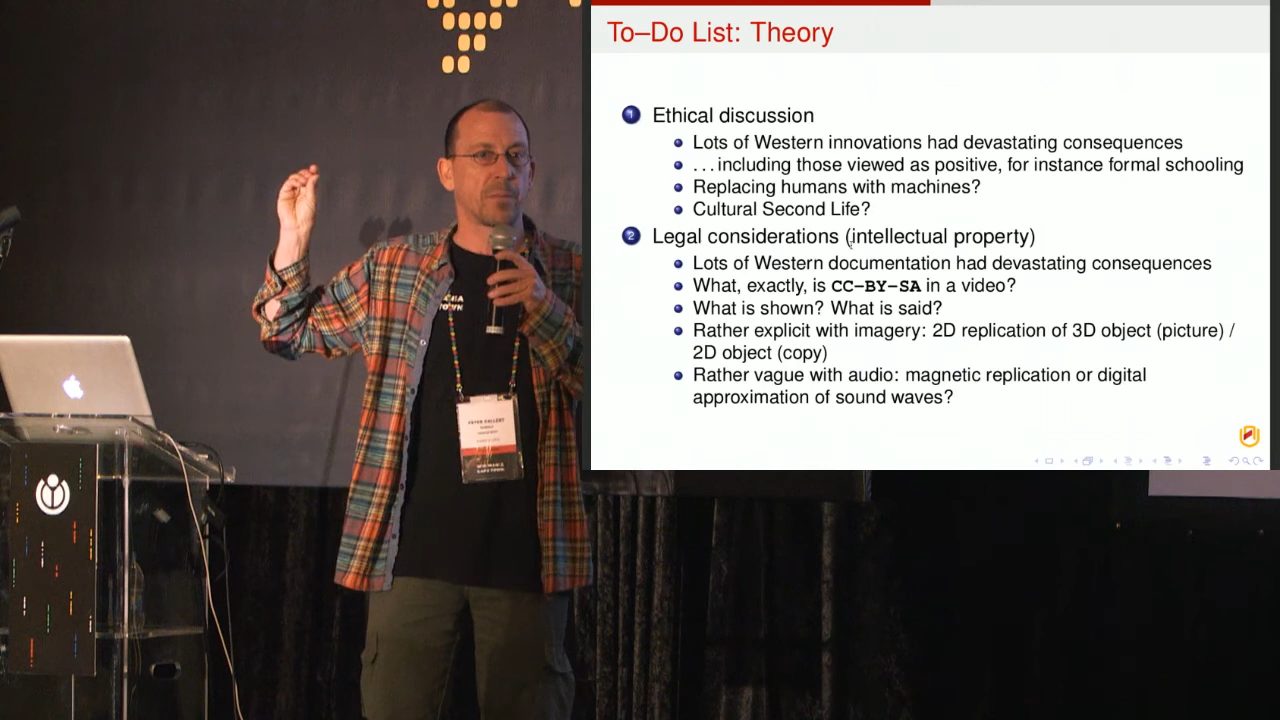 To–Do List: Theory
1 Ethical discussion
Lots of Western innovations had devastating consequences
. . . including those viewed as positive, for instance formal schooling
Replacing humans with machines?
Cultural Second Life?
2 Legal considerations (intellectual property)
Lots of Western documentation had devastating consequences
What, exactly, is CC–BY–SA in a video?
What is shown? What is said?
Rather explicit with imagery: 2D replication of 3D object (picture) /
2D object (copy)
Rather vague with audio: magnetic replication or digital
approximation of sound waves?
PETER GALLERT